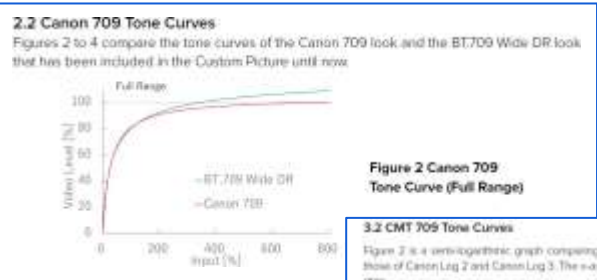 2.2 Canon 709 Tone Curves
Figures 2 to 4 compare the tone curves of the Canon 709 look and the BT.709 Wide DR look
that has been included in the Custom Picture until now.
Full Range
100
80
60
40
20
0
Video Level [%]
BT.709 Wide DR
Canon 709
0 200 400 600 800
Input [%]
Figure 2 Canon 709
Tone Curve (Full Range)
3.2 CMT 709 Tone Curves
Figure 2 is a semi-logarithmic graph comparing
those of Canon Log 2 and Canon Log 3. The